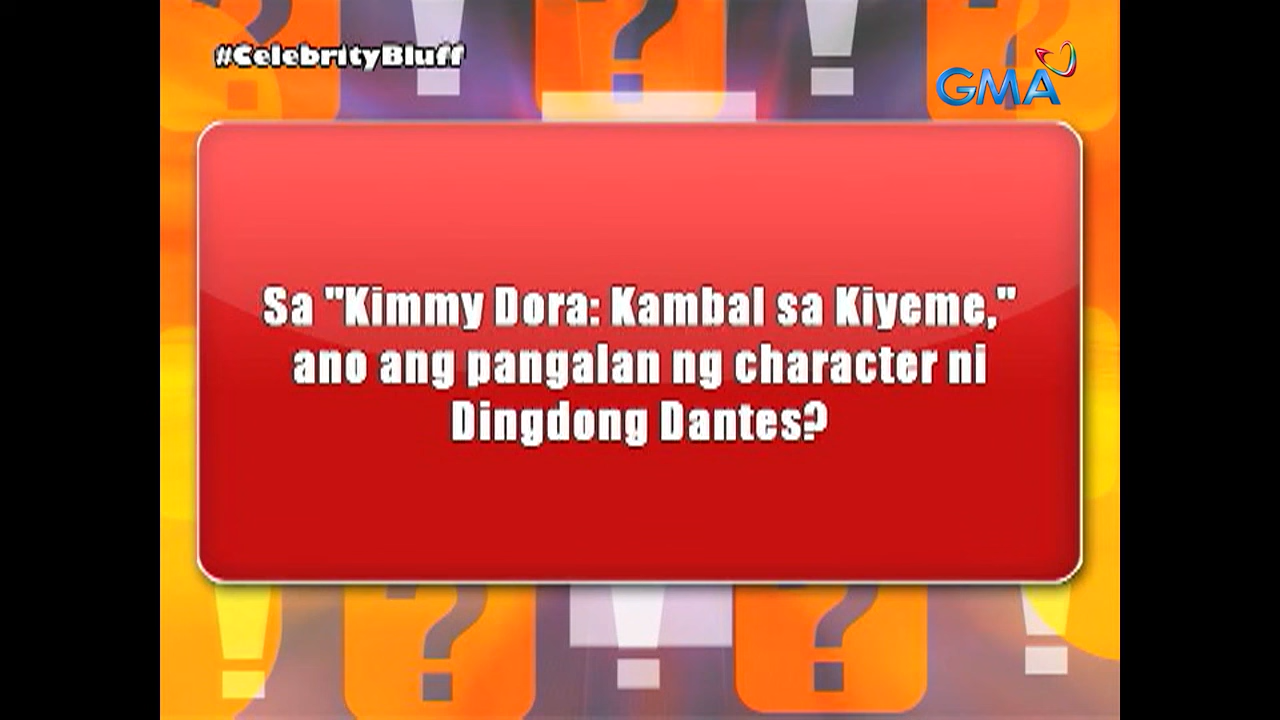 #CelebrityBluff
GMA
Sa "Kimmy Dora: Kambal sa Kiyeme,"
ano ang pangalan ng character ni
Dingdong Dantes?